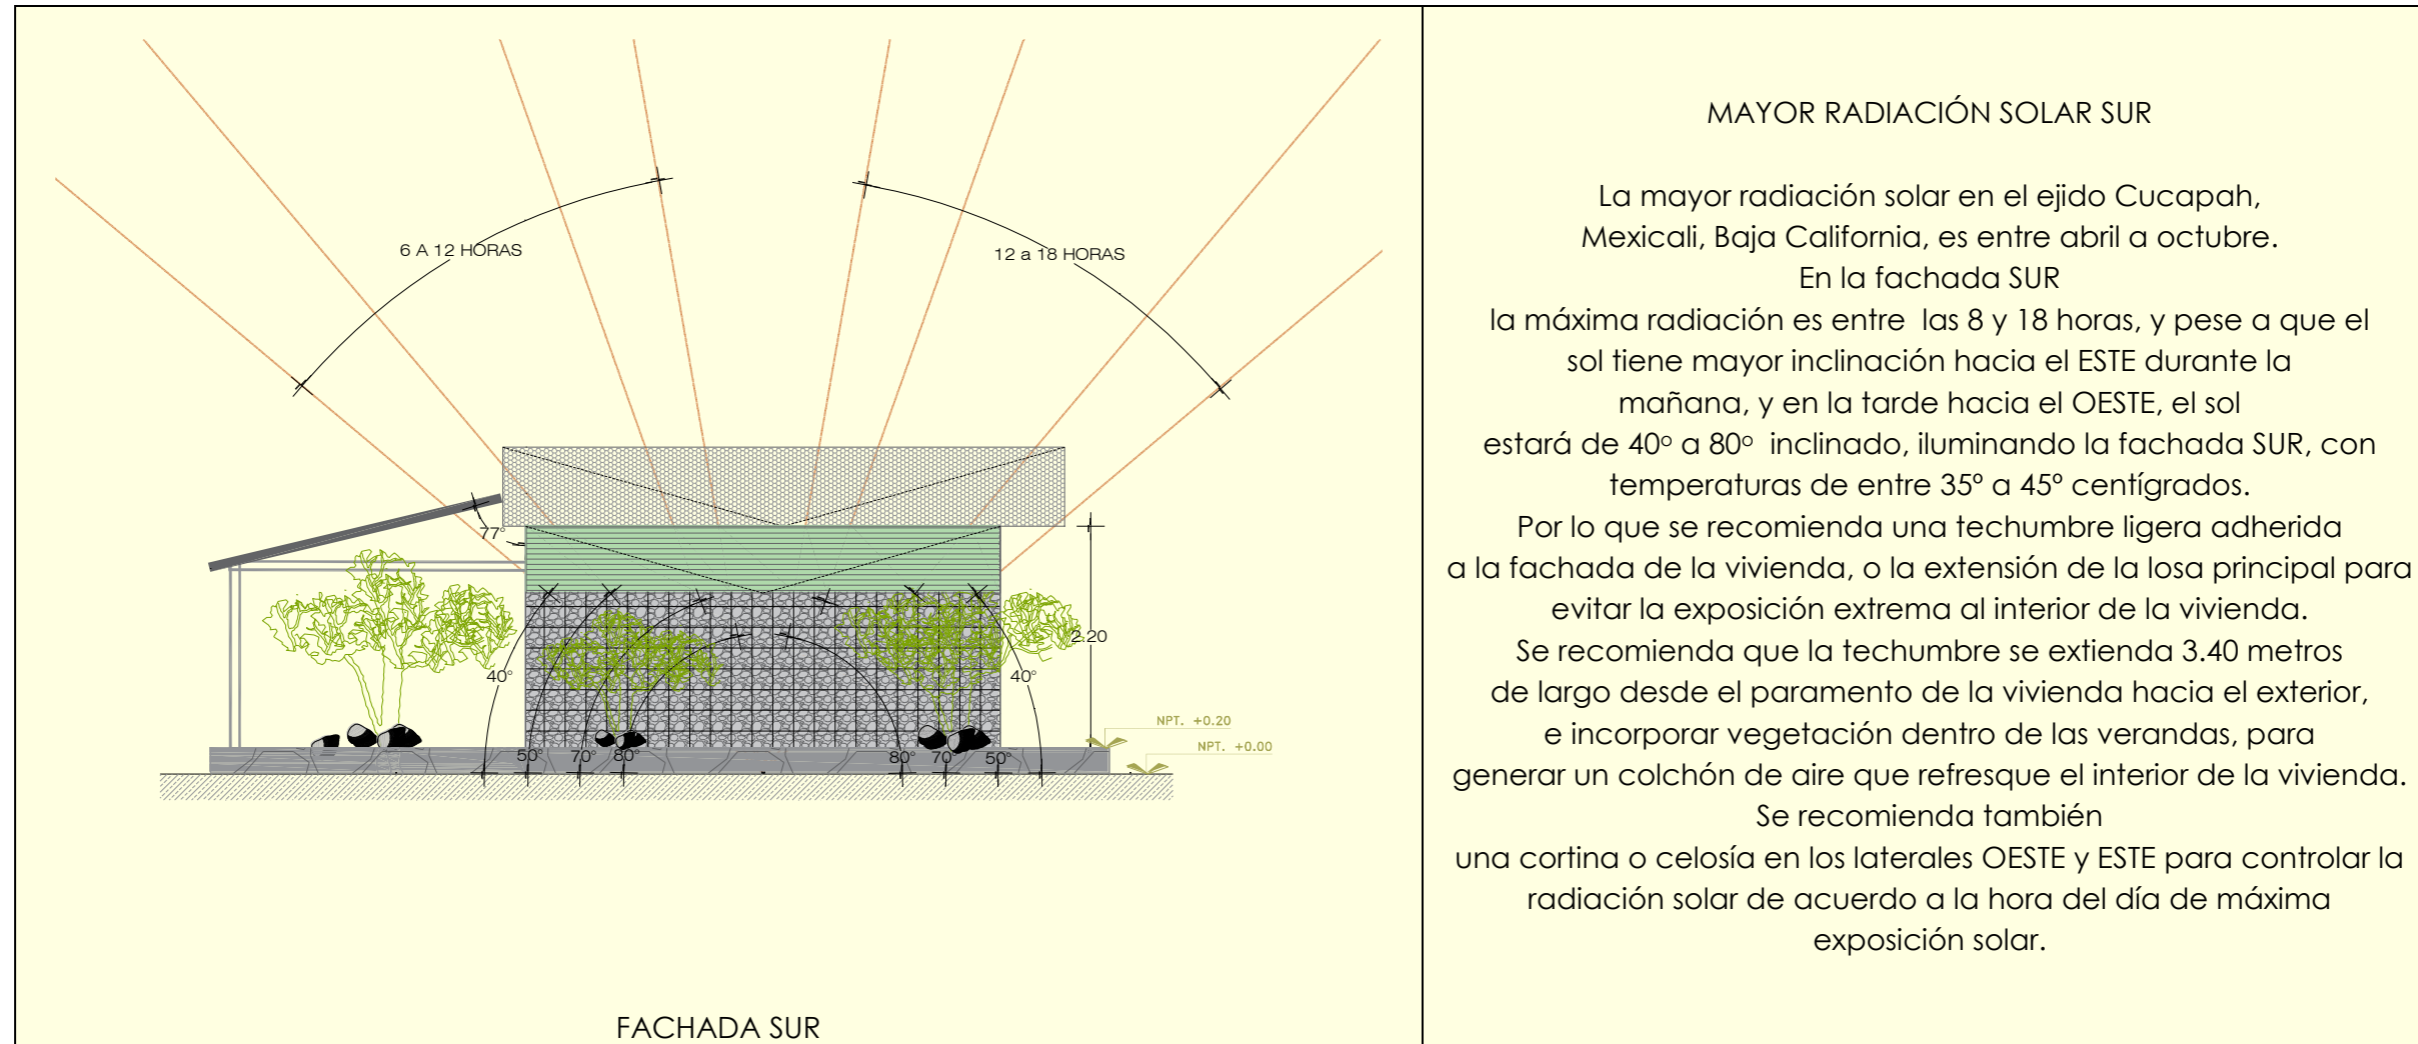 6 A 12 HORAS
12 a 18 HORAS
77°
2.20
40°
40°
NPT. +0.20
NPT. +0.00
50°
70°
80°
80°
70°
50°
FACHADA SUR
MAYOR RADIACIÓN SOLAR SUR
La mayor radiación solar en el ejido Cucapah,
Mexicali, Baja California, es entre abril a octubre.
En la fachada SUR
la máxima radiación es entre las 8 y 18 horas, y pese a que el
sol tiene mayor inclinación hacia el ESTE durante la
mañana, y en la tarde hacia el OESTE, el sol
estará de 40º a 80º inclinado, iluminando la fachada SUR, con
temperaturas de entre 35º a 45º centígrados.
Por lo que se recomienda una techumbre ligera adherida
a la fachada de la vivienda, o la extensión de la losa principal para
evitar la exposición extrema al interior de la vivienda.
Se recomienda que la techumbre se extienda 3.40 metros
de largo desde el paramento de la vivienda hacia el exterior,
e incorporar vegetación dentro de las verandas, para
generar un colchón de aire que refresque el interior de la vivienda.
Se recomienda también
una cortina o celosía en los laterales OESTE y ESTE para controlar la
radiación solar de acuerdo a la hora del día de máxima
exposición solar.